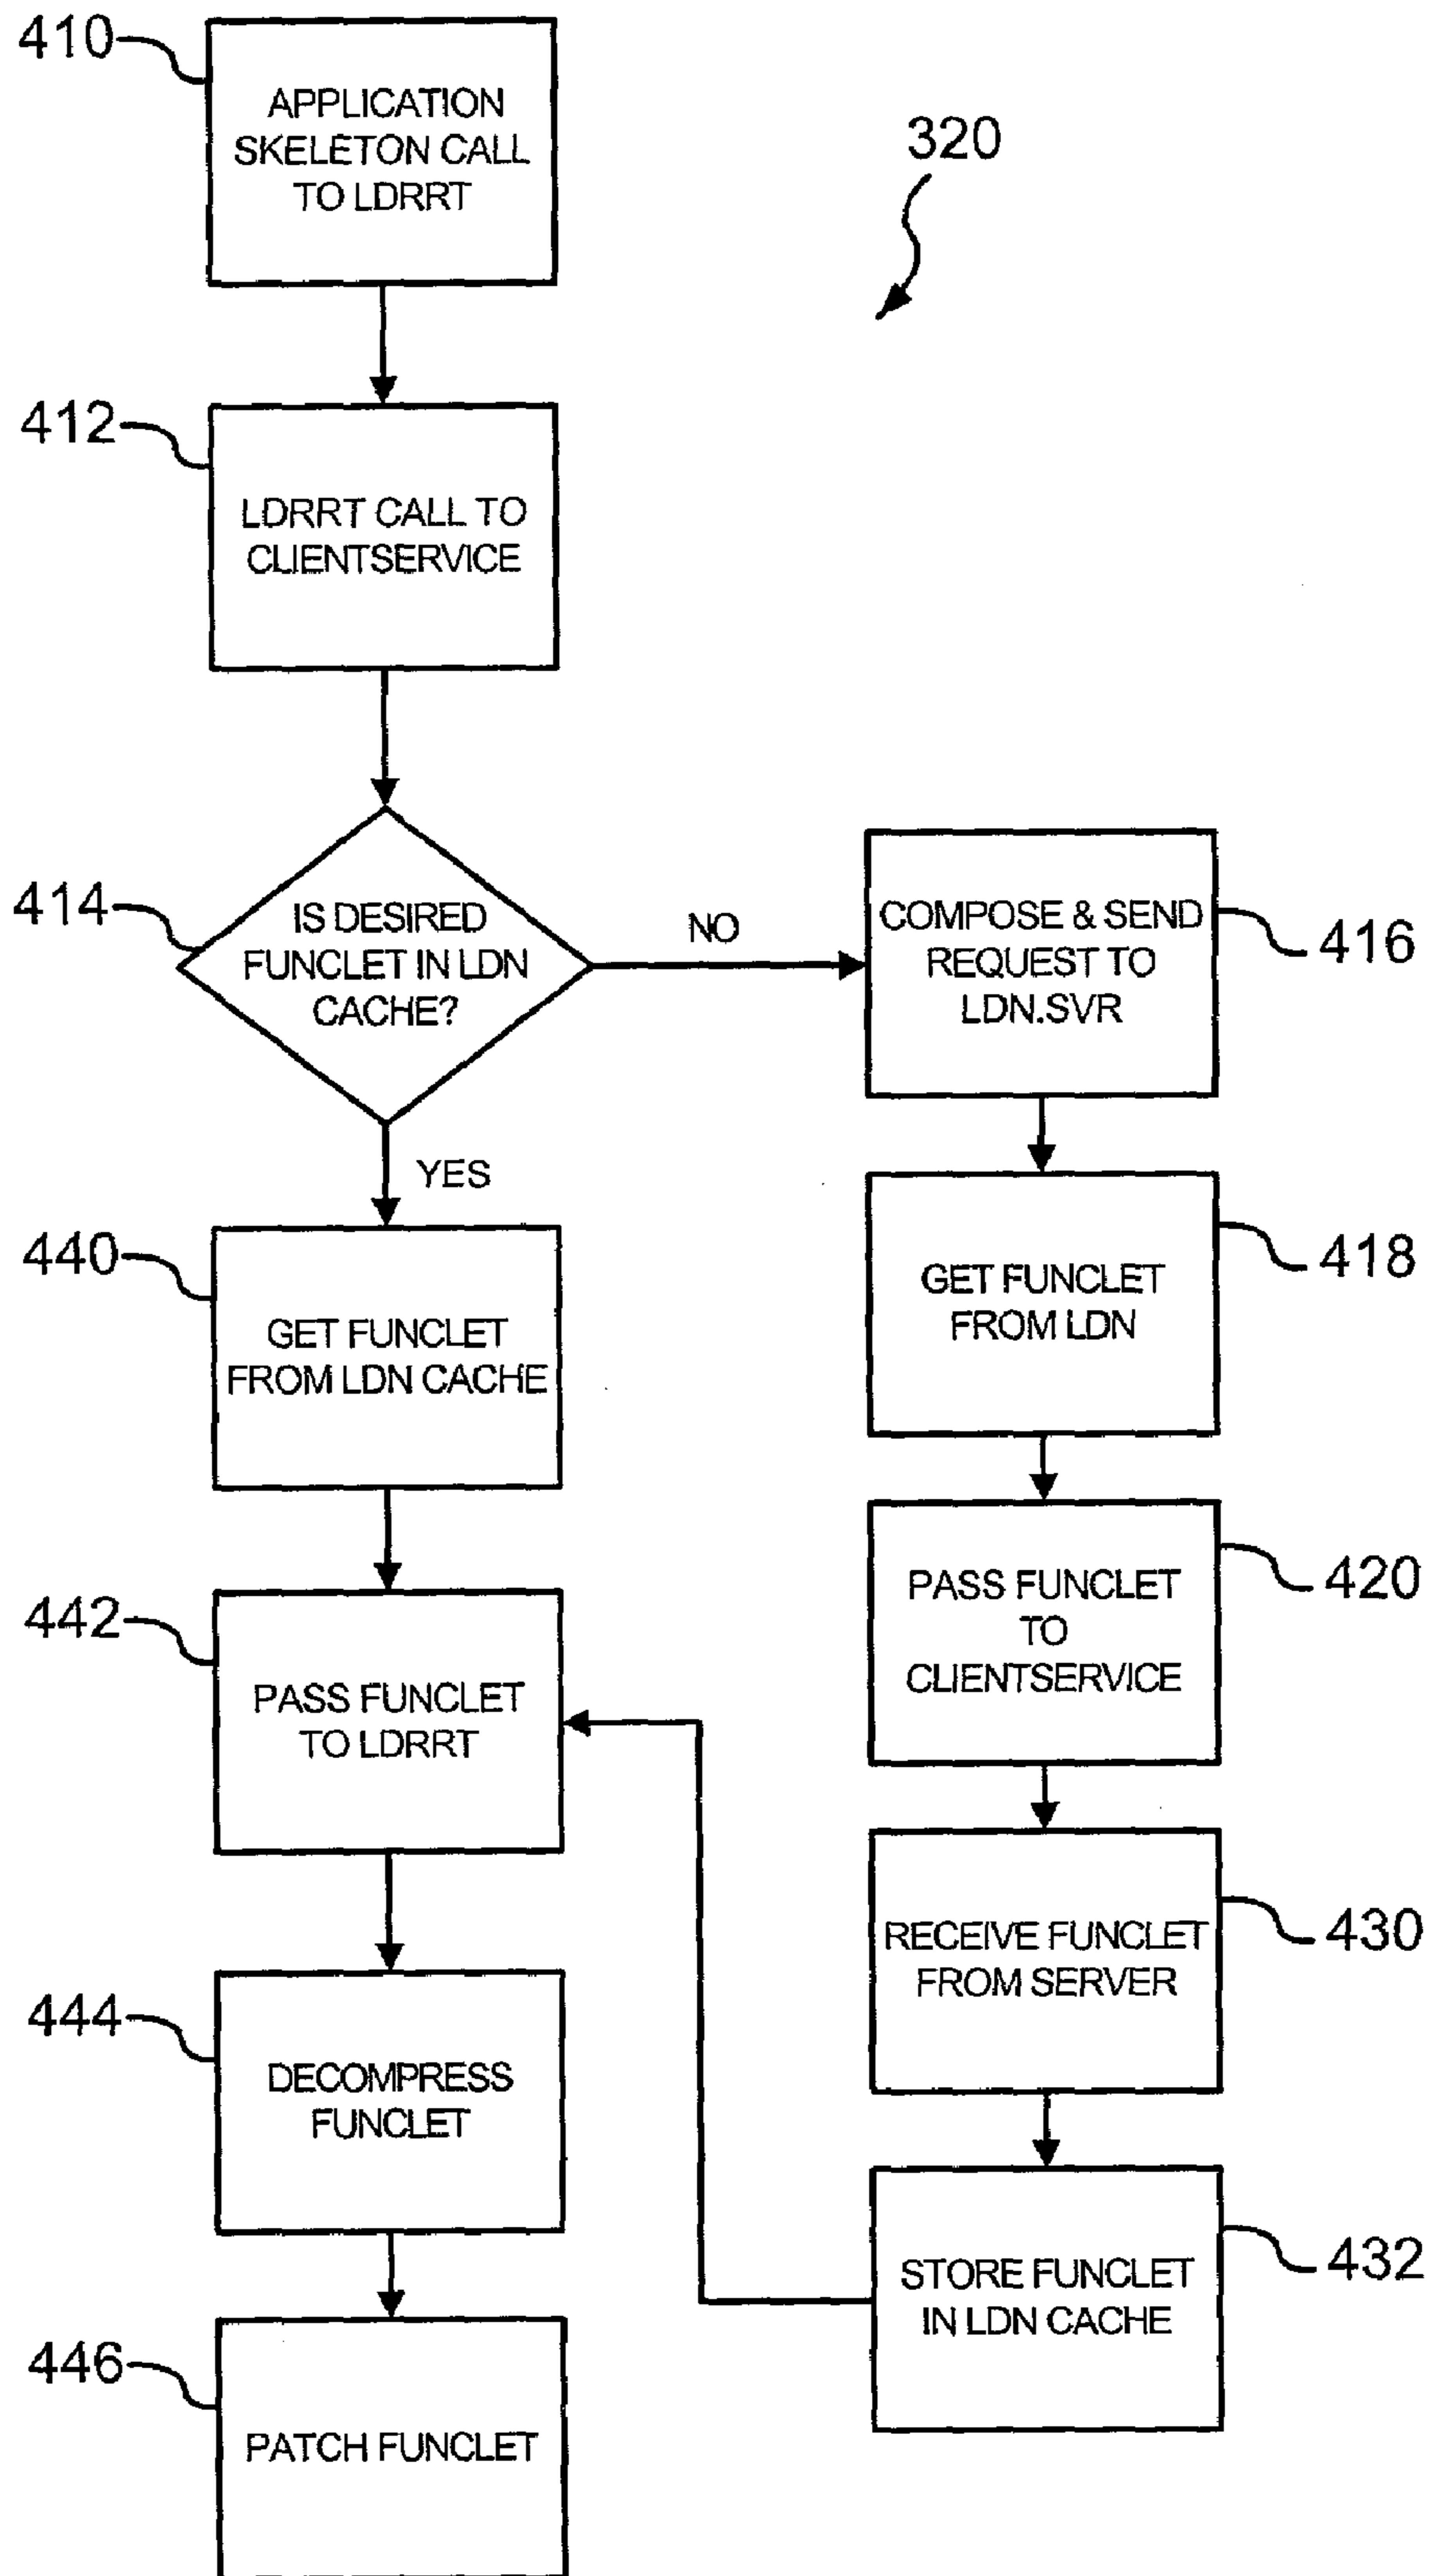 410
APPLICATION
SKELETON CALL
TO LDRRT
320
412
LDRRT CALL TO
CLIENTSERVICE
414
IS DESIRED
FUNCLET IN LDN
CACHE?
NO
COMPOSE & SEND
REQUEST TO
LDN.SVR
416
YES
440
GET FUNCLET
FROM LDN CACHE
GET FUNCLET
FROM LDN
418
442
PASS FUNCLET
TO LDRRT
PASS FUNCLET
TO
CLIENTSERVICE
420
RECEIVE FUNCLET
FROM SERVER
430
444
DECOMPRESS
FUNCLET
STORE FUNCLET
IN LDN CACHE
432
446
PATCH FUNCLET